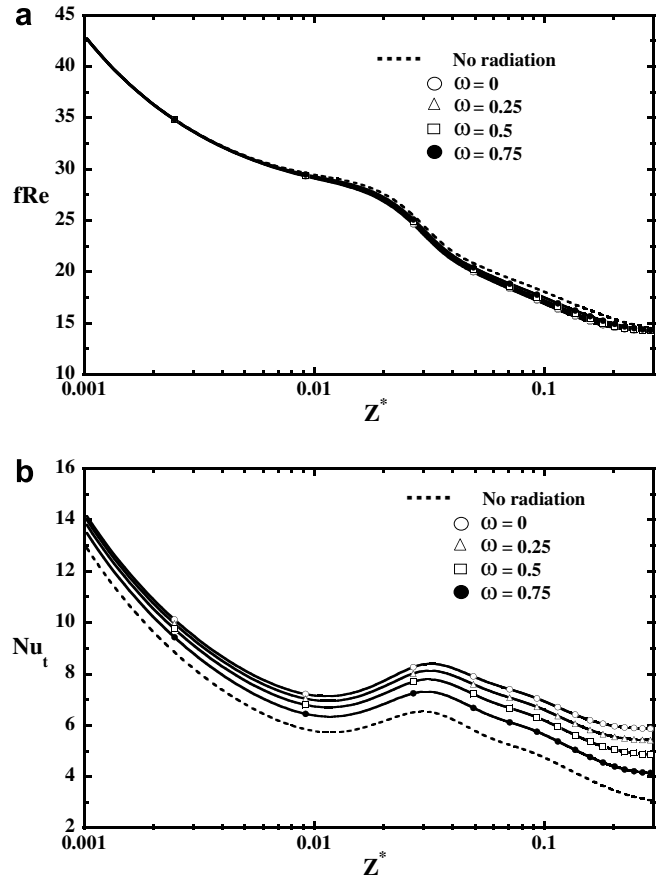 a
45
40
35
30
25
20
15
10
fRe
No radiation
ω = 0
ω = 0.25
ω = 0.5
ω = 0.75
0.001
0.01
0.1
Z*
b
16
14
12
10
8
6
4
2
Nu_t
No radiation
ω = 0
ω = 0.25
ω = 0.5
ω = 0.75
0.001
0.01
0.1
Z*